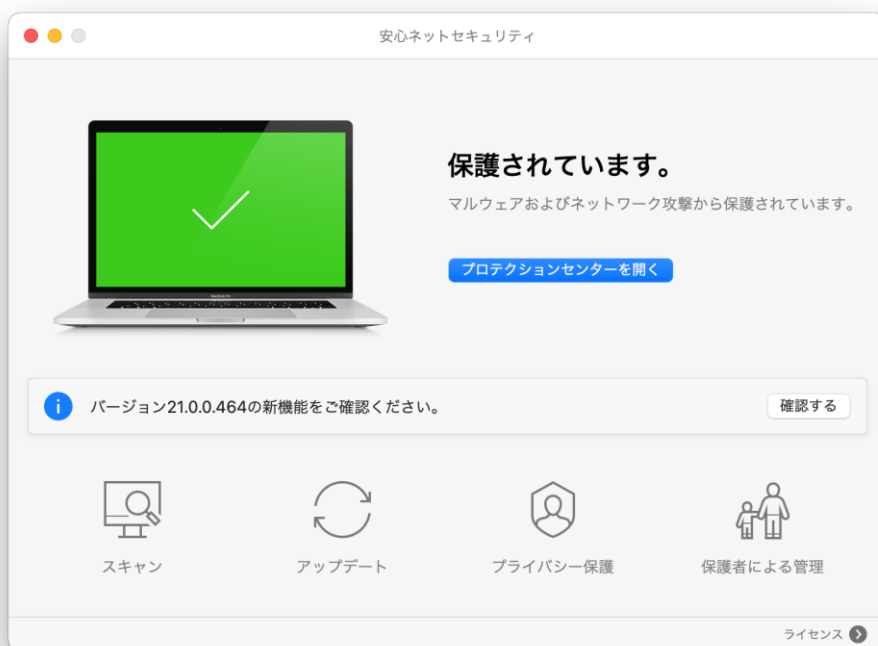 安心ネットセキュリティ
保護されています。
マルウェアおよびネットワーク攻撃から保護されています。
プロテクションセンターを開く
バージョン21.0.0.464の新機能をご確認ください。
確認する
スキャン
アップデート
プライバシー保護
保護者による管理
ライセンス